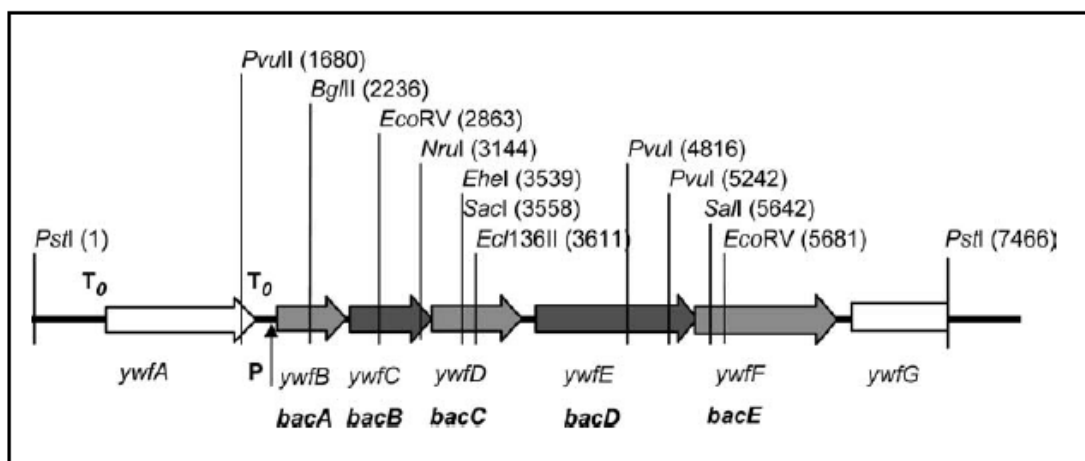 PvuII (1680)
BglII (2236)
EcoRV (2863)
NruI (3144) PvuI (4816)
EheI (3539) PvuI (5242)
SacI (3558) SalI (5642)
PstI (1) Ecl136II (3611) EcoRV (5681) PstI (7466)
T0 T0
ywfA P ywfB ywfC ywfD ywfE ywfF ywfG
bacA bacB bacC bacD bacE